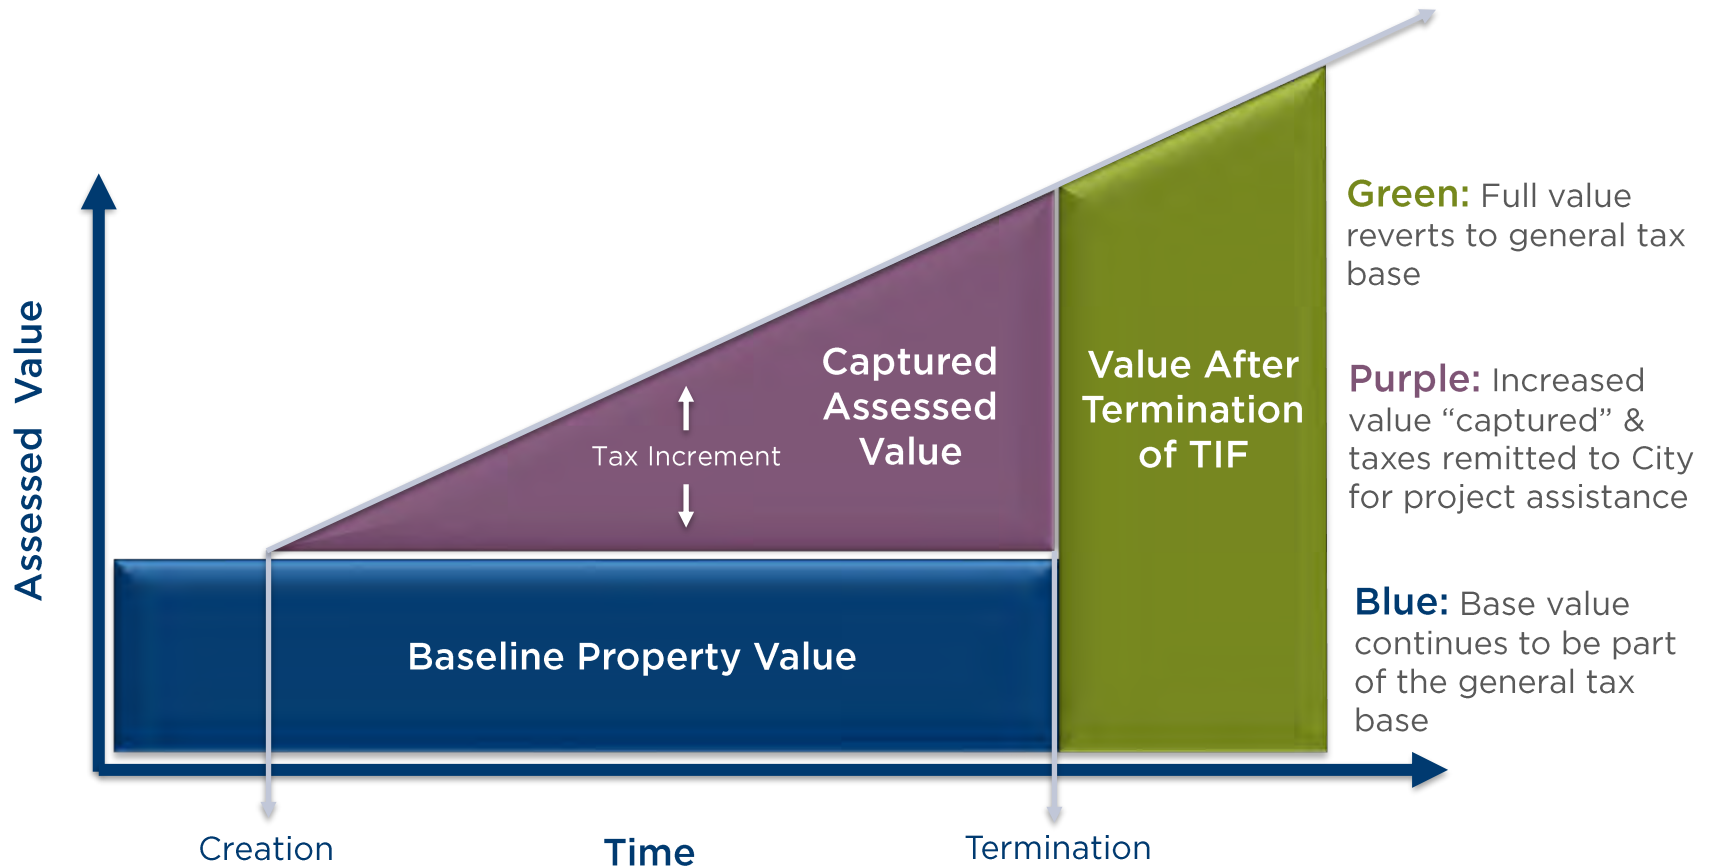 Assessed Value
Captured
Assessed
Value
Tax Increment
Value After
Termination
of TIF
Baseline Property Value
Green: Full value
reverts to general tax
base
Purple: Increased
value “captured” &
taxes remitted to City
for project assistance
Blue: Base value
continues to be part
of the general tax
base
Creation
Time
Termination